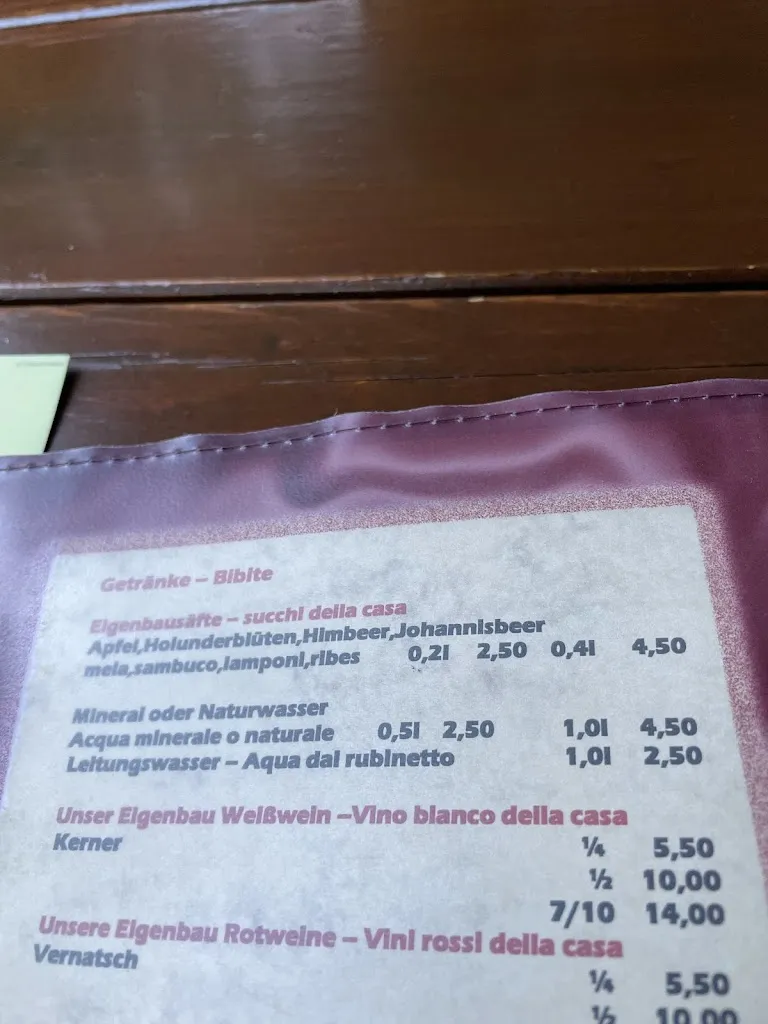 Getränke – Bibite
Eigenbausäfte – succhi della casa
Apfel,Holunderblüten,Himbeer,Johannisbeer
mela,sambuco,lamponi,ribes 0,2l 2,50 0,4l 4,50
Mineral oder Naturwasser
Acqua minerale o naturale 0,5l 2,50 1,0l 4,50
Leitungswasser – Aqua dal rubinetto 1,0l 2,50
Unser Eigenbau Weißwein –Vino bianco della casa
Kerner ¼ 5,50
½ 10,00
7/10 14,00
Unsere Eigenbau Rotweine – Vini rossi della casa
Vernatsch ¼ 5,50
½ 10,00